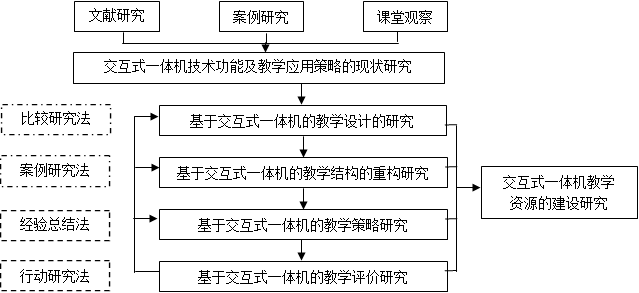 文献研究
案例研究
课堂观察
交互式一体机技术功能及教学应用策略的现状研究
比较研究法
基于交互式一体机的教学设计的研究
案例研究法
基于交互式一体机的教学结构的重构研究
交互式一体机教学
资源的建设研究
经验总结法
基于交互式一体机的教学策略研究
行动研究法
基于交互式一体机的教学评价研究